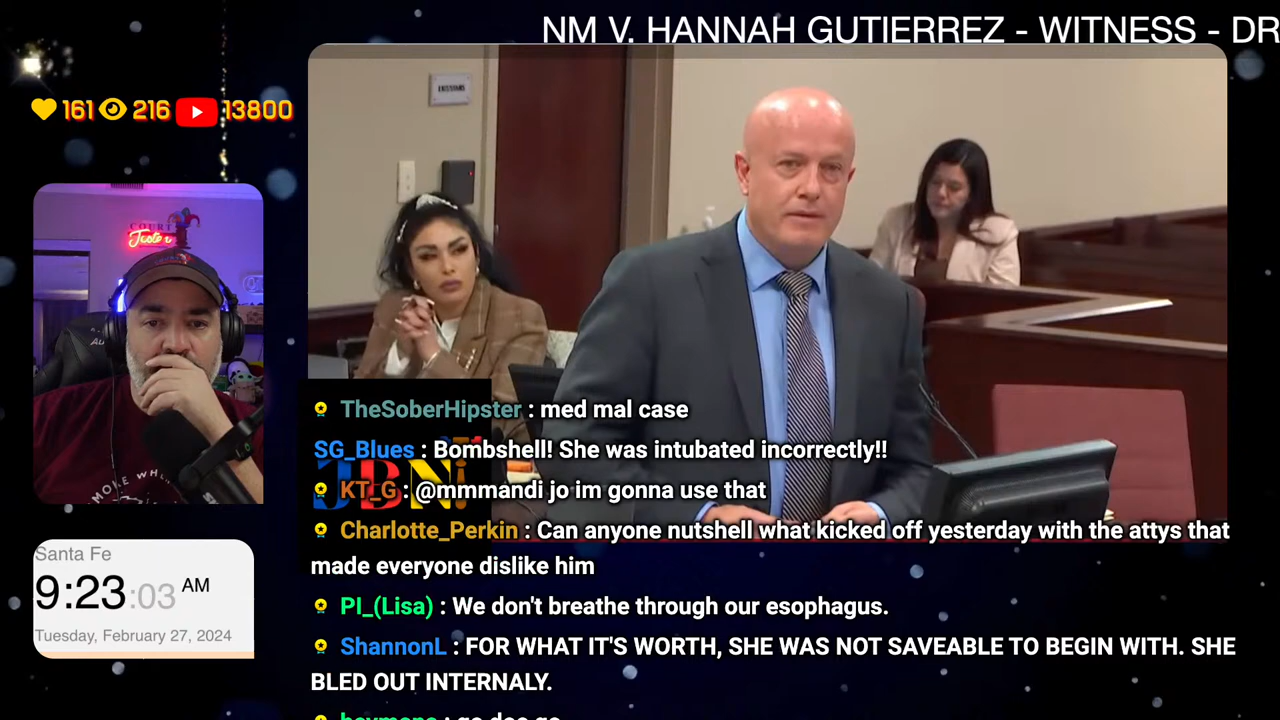 NM V. HANNAH GUTIERREZ - WITNESS - DR
161 216 13800
COURT
Jester
TheSoberHipster : med mal case
SG_Blues : Bombshell! She was intubated incorrectly!!
KT_G : @mmmandi jo im gonna use that
Charlotte_Perkin : Can anyone nutshell what kicked off yesterday with the attys that
made everyone dislike him
PI_(Lisa) : We don't breathe through our esophagus.
ShannonL : FOR WHAT IT'S WORTH, SHE WAS NOT SAVEABLE TO BEGIN WITH. SHE
BLED OUT INTERNALY.
Santa Fe
9:23:03 AM
Tuesday, February 27, 2024